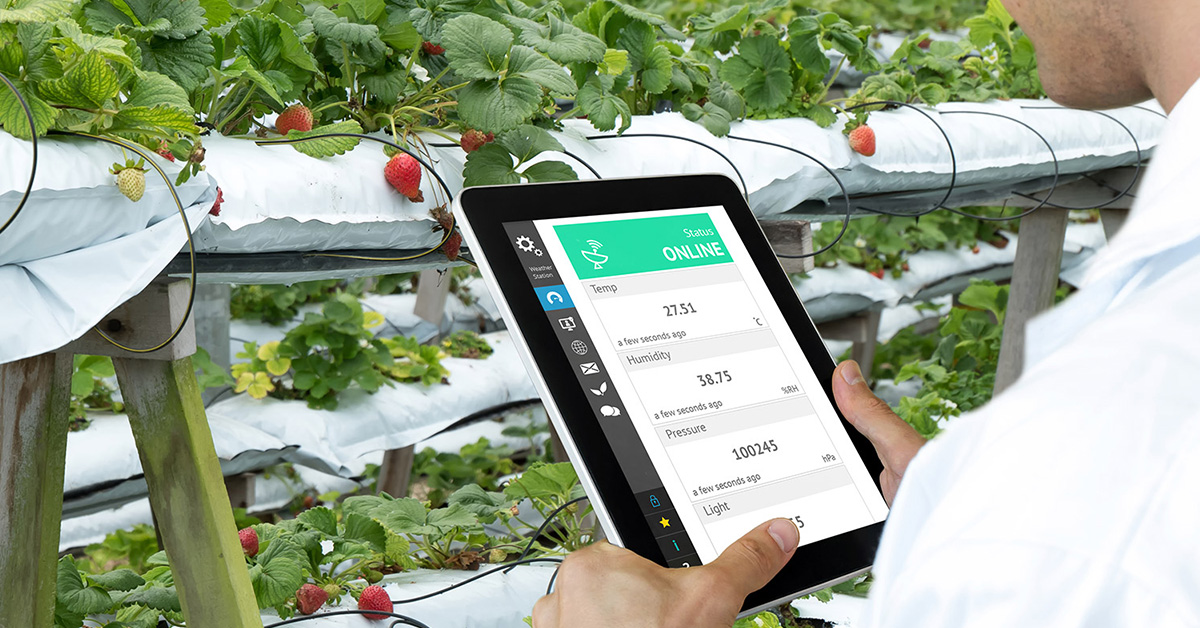 Weather
Station
Status
ONLINE
Temp
27.51
°C
a few seconds ago
Humidity
38.75
%RH
a few seconds ago
Pressure
100245
hPa
a few seconds ago
Light